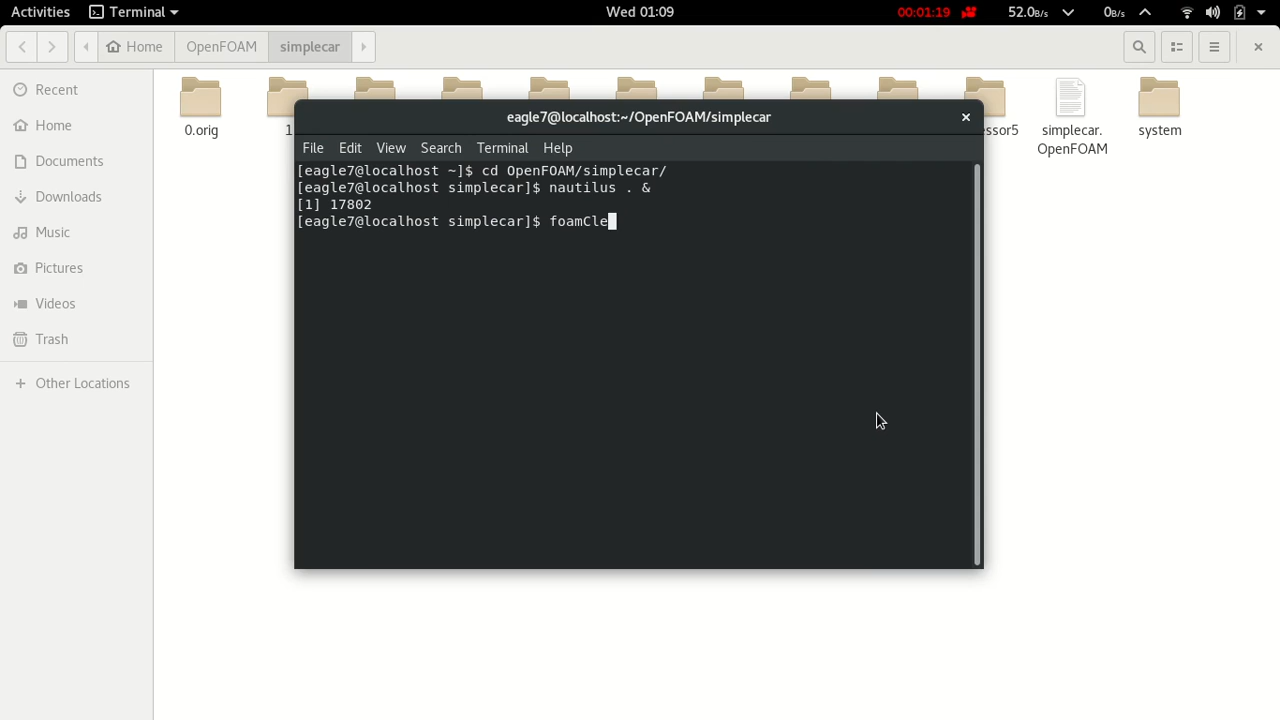 Activities Terminal Wed 01:09 00:01:19 52.0B/s 0B/s
Home OpenFOAM simplecar
Recent
Home
Documents
Downloads
Music
Pictures
Videos
Trash
+ Other Locations
0.orig
1
essor5
simplecar.
OpenFOAM
system
eagle7@localhost:~/OpenFOAM/simplecar
File Edit View Search Terminal Help
[eagle7@localhost ~]$ cd OpenFOAM/simplecar/
[eagle7@localhost simplecar]$ nautilus . &
[1] 17802
[eagle7@localhost simplecar]$ foamCle